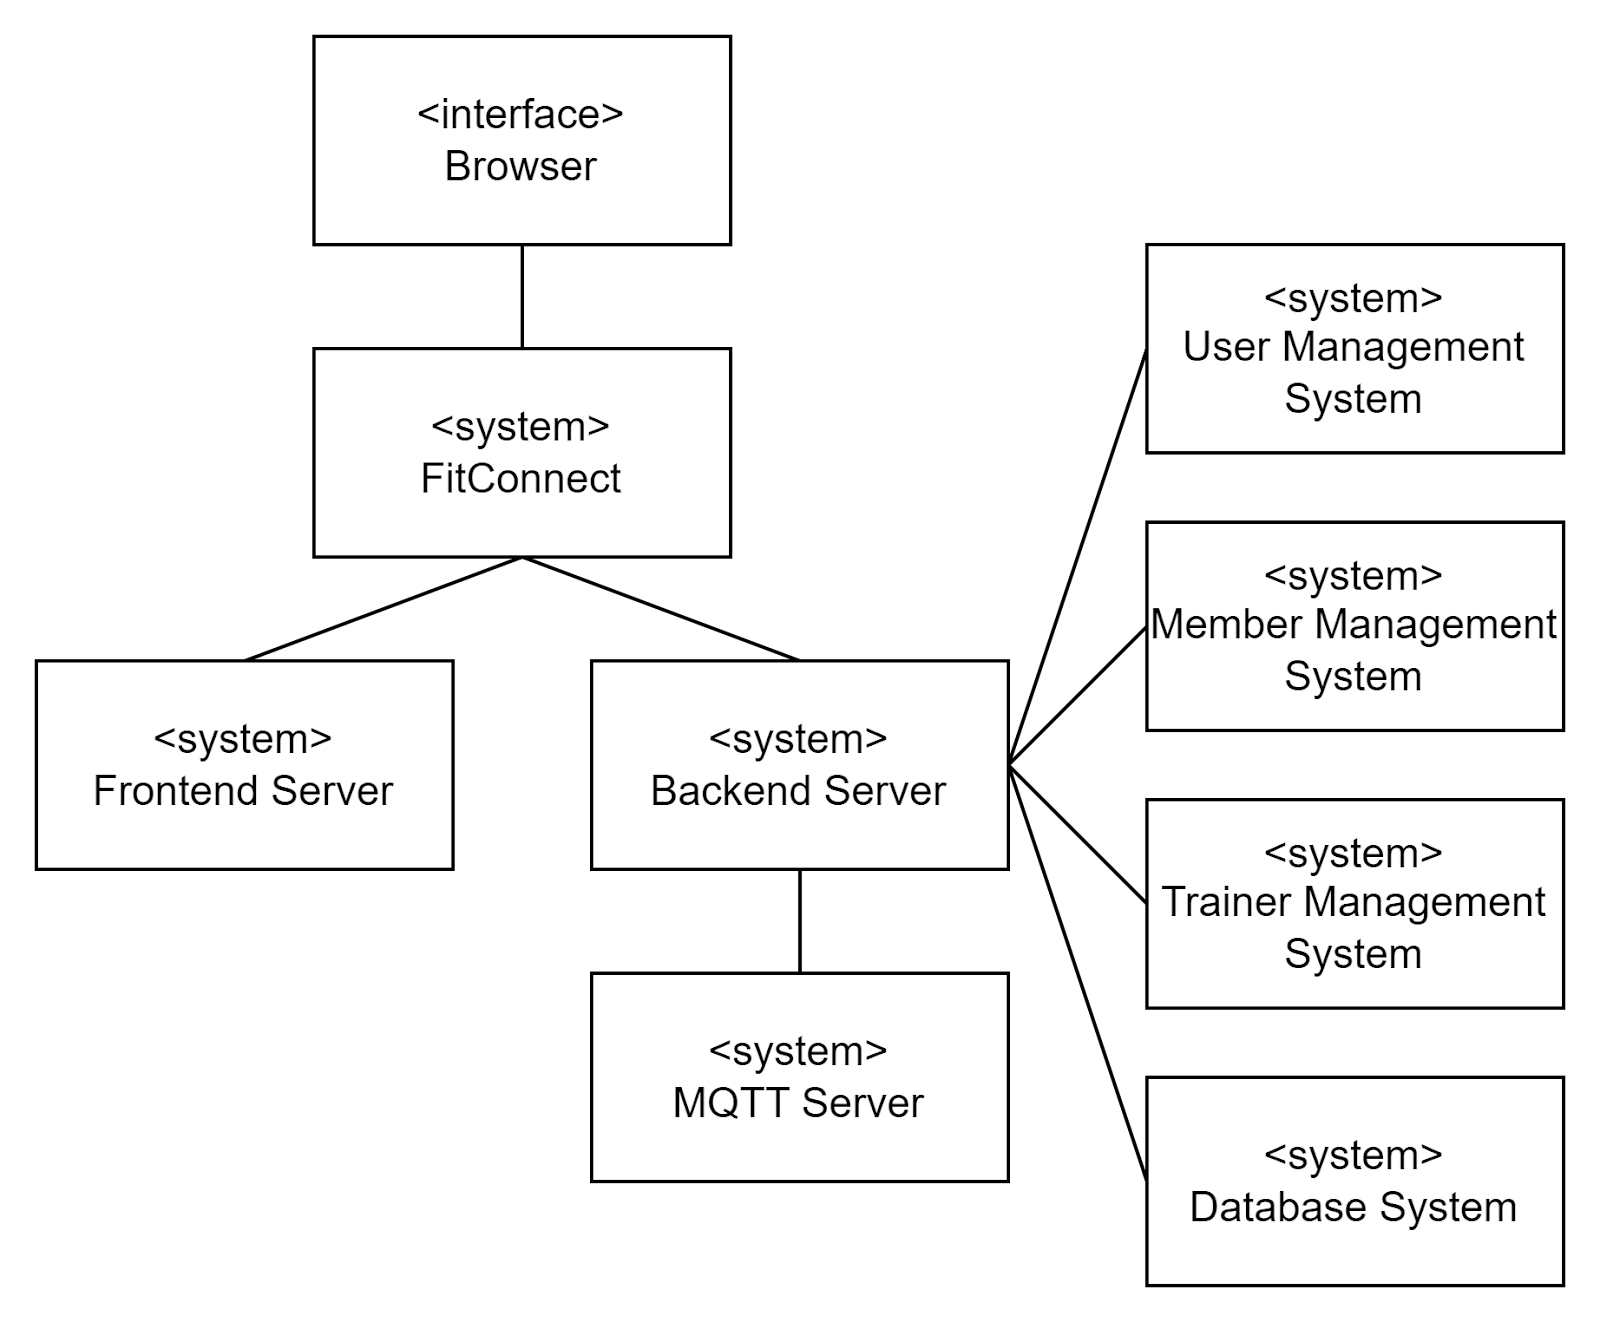 <interface>
Browser
<system>
FitConnect
<system>
Frontend Server
<system>
Backend Server
<system>
MQTT Server
<system>
User Management
System
<system>
Member Management
System
<system>
Trainer Management
System
<system>
Database System